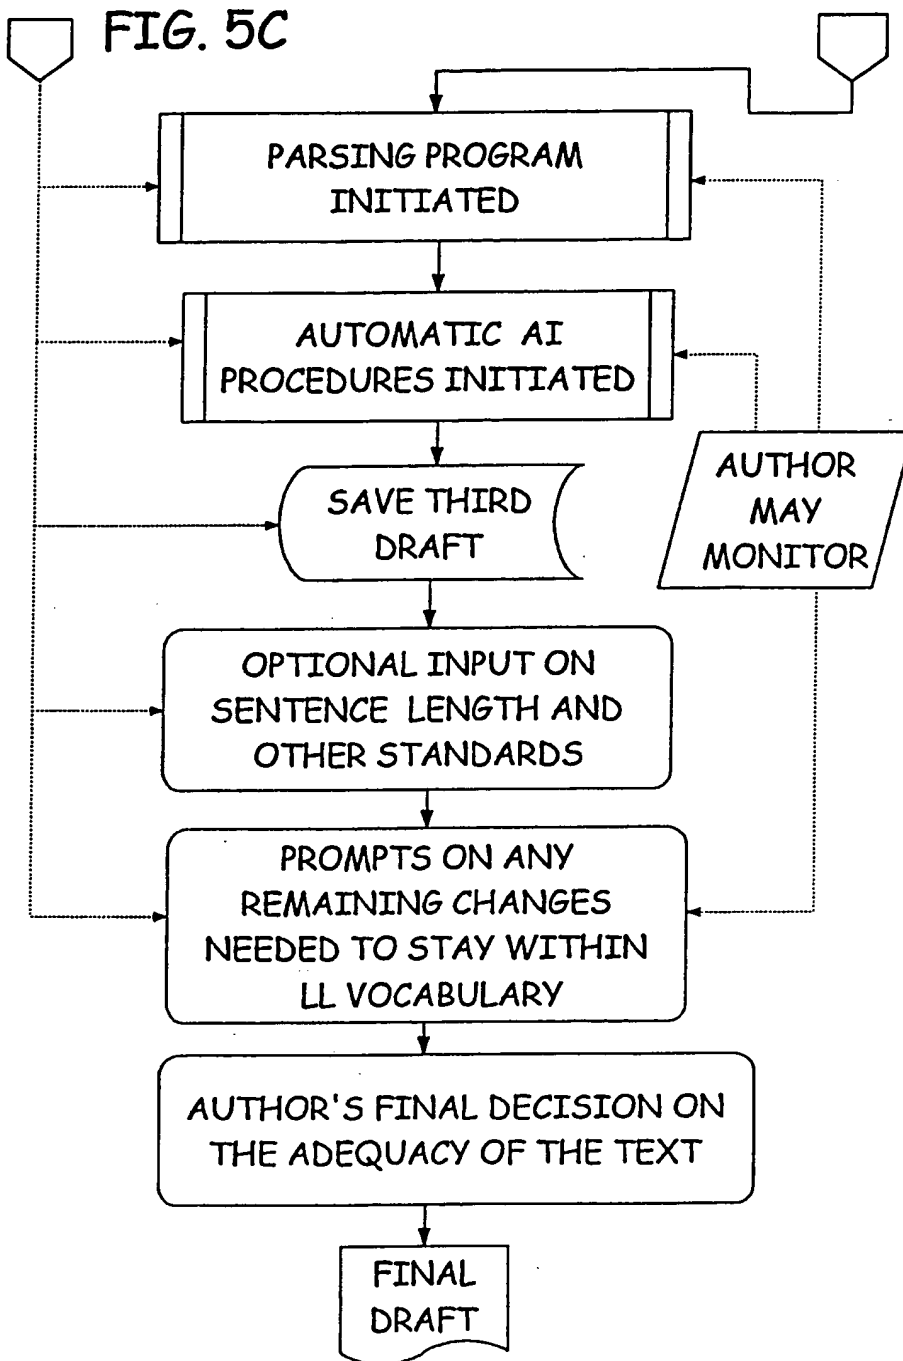 FIG. 5C
PARSING PROGRAM
INITIATED
AUTOMATIC AI
PROCEDURES INITIATED
AUTHOR
MAY
MONITOR
SAVE THIRD
DRAFT
OPTIONAL INPUT ON
SENTENCE LENGTH AND
OTHER STANDARDS
PROMPTS ON ANY
REMAINING CHANGES
NEEDED TO STAY WITHIN
LL VOCABULARY
AUTHOR'S FINAL DECISION ON
THE ADEQUACY OF THE TEXT
FINAL
DRAFT